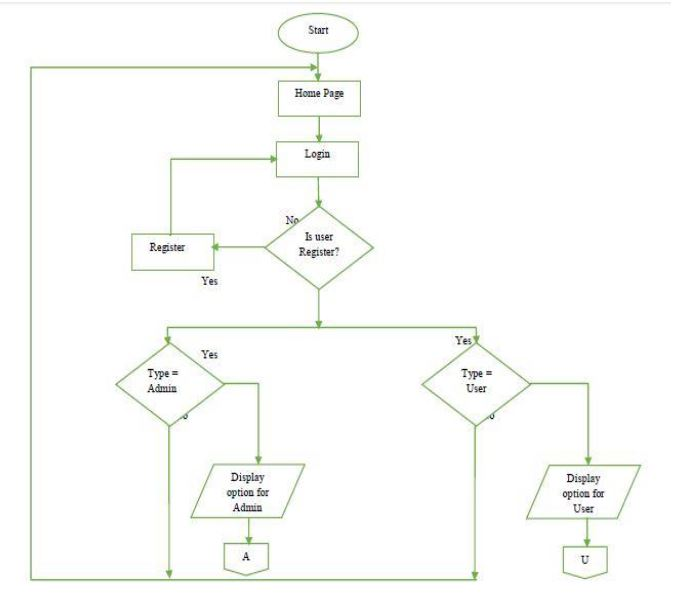 Start
Home Page
Login
No
Is user
Register?
Register
Yes
Yes
Yes
Type =
Admin
Type =
User
Display
option for
Admin
Display
option for
User
A
U